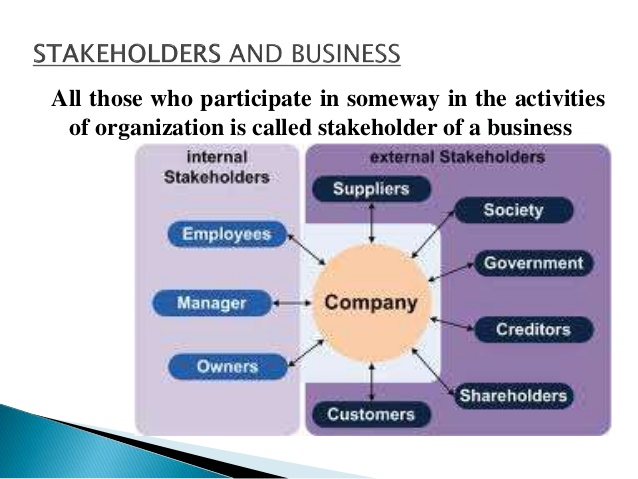 STAKEHOLDERS AND BUSINESS
All those who participate in someway in the activities
of organization is called stakeholder of a business
internal
Stakeholders
external Stakeholders
Suppliers
Society
Employees
Government
Manager
Company
Creditors
Owners
Shareholders
Customers